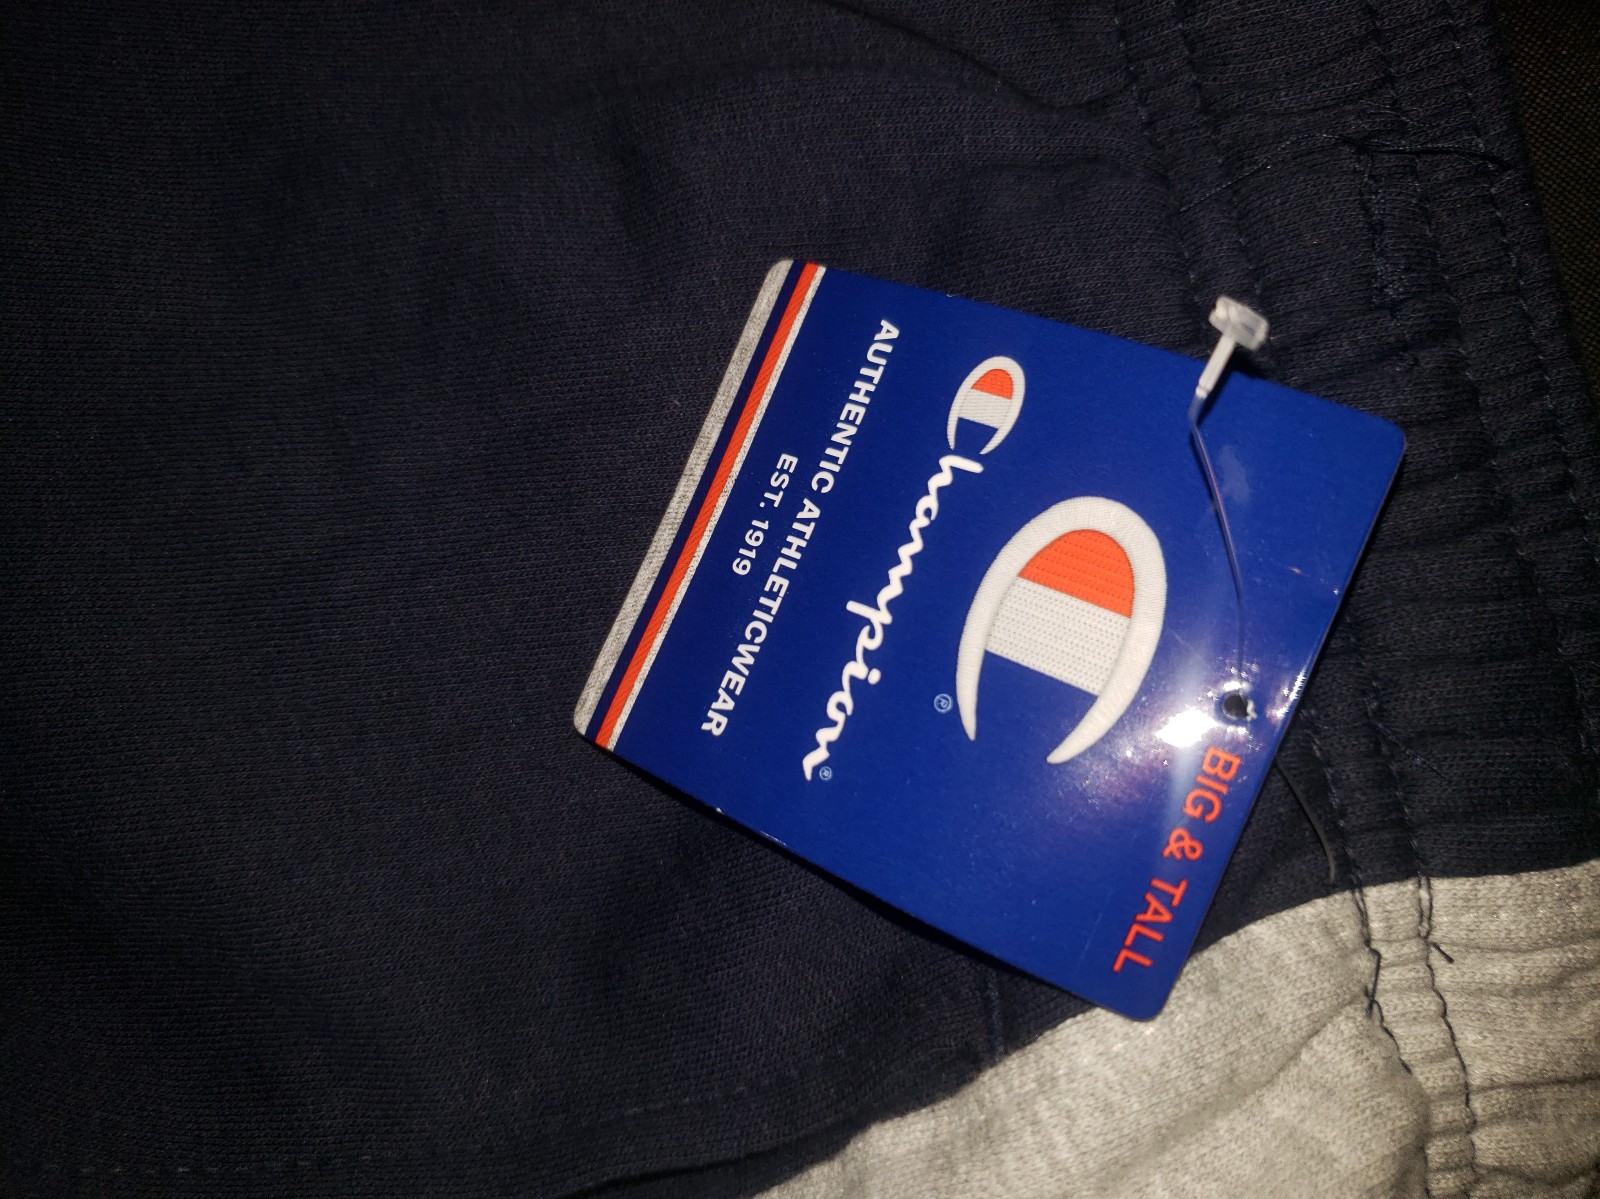 BIG & TALL
®
Champion®
AUTHENTIC ATHLETICWEAR
EST. 1919